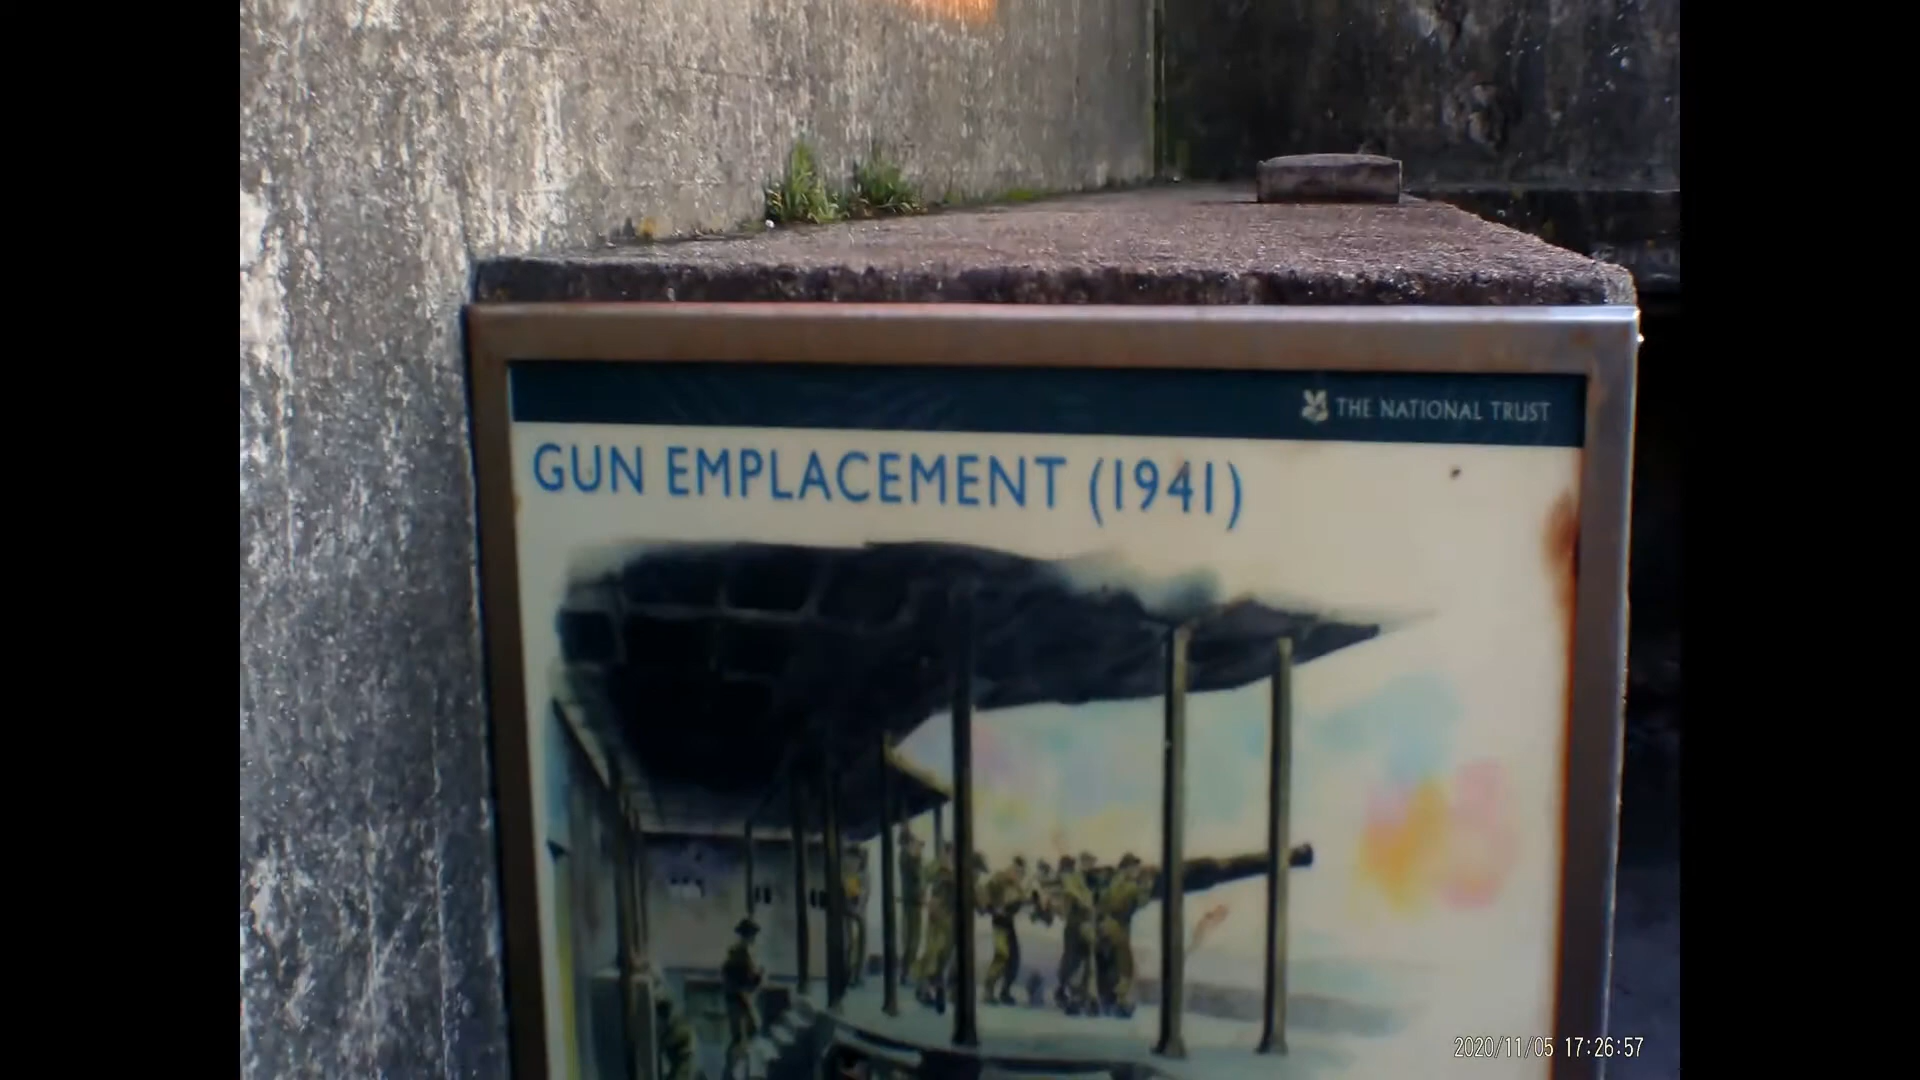 THE NATIONAL TRUST
GUN EMPLACEMENT (1941)
2020/11/05 17:26:57